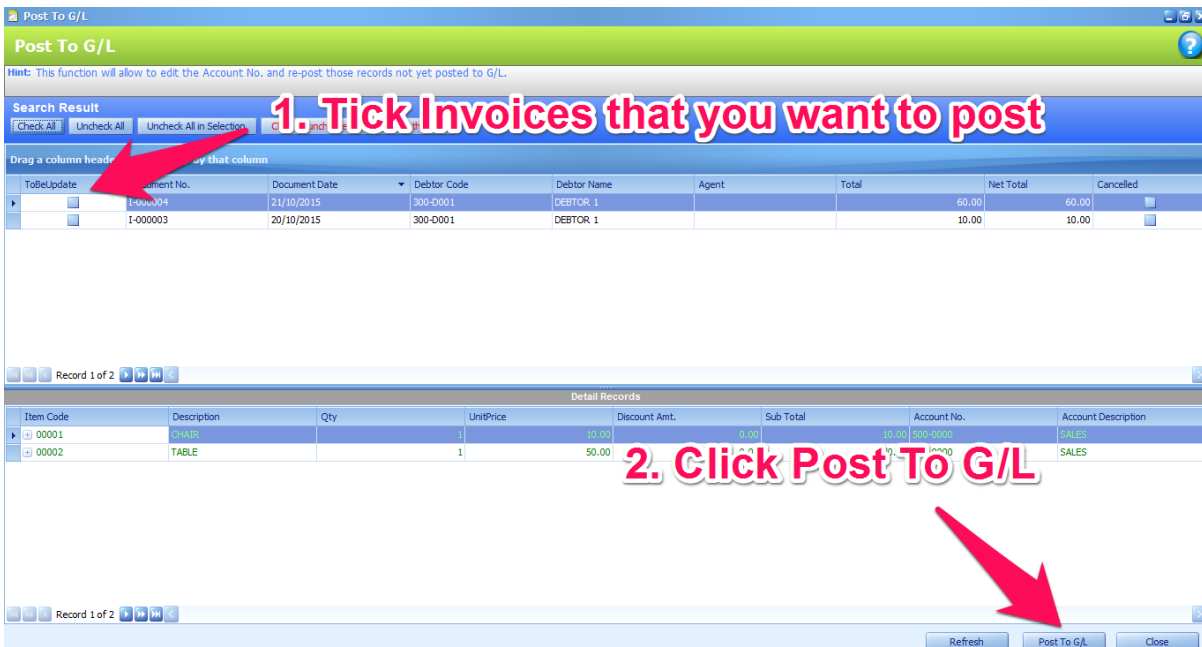 Post To G/L
Post To G/L
Hint: This function will allow to edit the Account No. and re-post those records not yet posted to G/L.
Search Result
1. Tick Invoices that you want to post
Check All Uncheck All Uncheck All in Selection
Drag a column by that column
ToBeUpdate No. Document Date Debtor Code Debtor Name Agent Total Net Total Cancelled
I-000004 21/10/2015 300-D001 DEBTOR 1 60.00 60.00
I-000003 20/10/2015 300-D001 DEBTOR 1 10.00 10.00
Record 1 of 2
Detail Records
Item Code Description Qty UnitPrice Discount Amt. Sub Total Account No. Account Description
00001 CHAIR 1 10.00 0.00 10.00 500-0000 SALES
00002 TABLE 1 50.00 SALES
2. Click Post To G/L
Record 1 of 2
Refresh Post To G/L Close